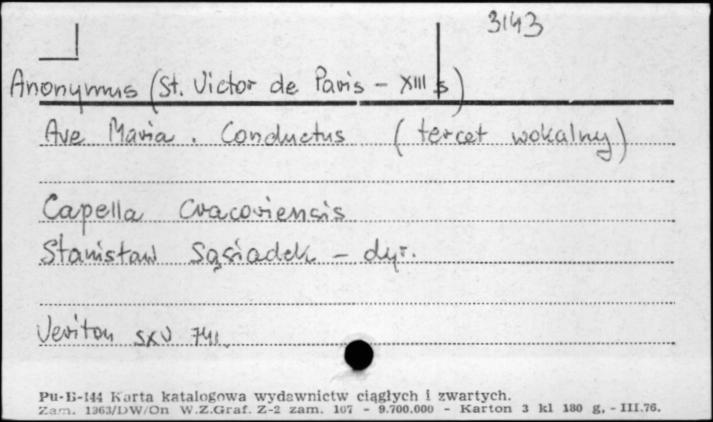 3143
Anonymus (St. Victor de Paris - XIII s)
Ave Maria. Conductus (tercet wokalny)
Capella Cracoviensis
Stanisław Sąsiadek - dyr.
Veriton SXV 741.
Pu-B-144 Karta katalogowa wydawnictw ciągłych i zwartych.
Zam. 1363/DW/On W.Z.Graf. Z-2 zam. 107 - 9.700.000 - Karton 3 kl 180 g, - III.76.